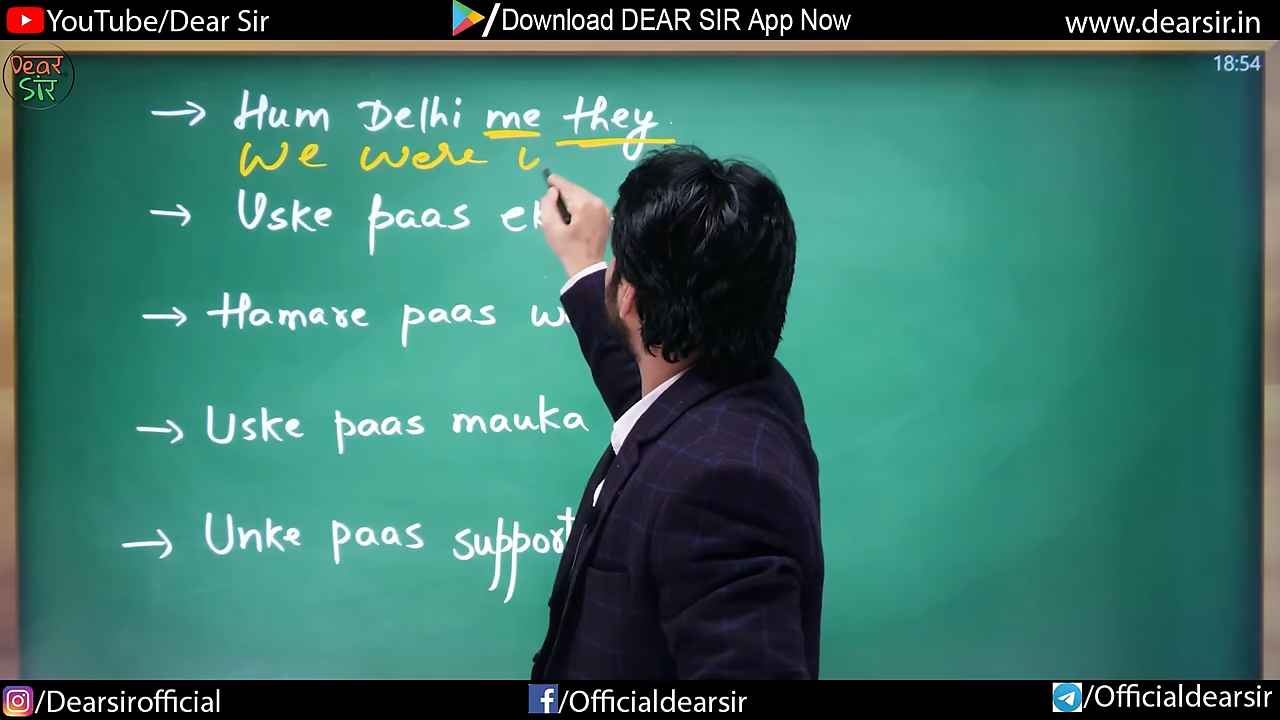 YouTube/Dear Sir
/Download DEAR SIR App Now
www.dearsir.in
Dear
सर
18:54
→ Hum Delhi me they
We were
→ Uske paas
→ Hamare paas
→ Uske paas mauka
→ Unke paas support
/Dearsirofficial
/Officialdearsir
/Officialdearsir